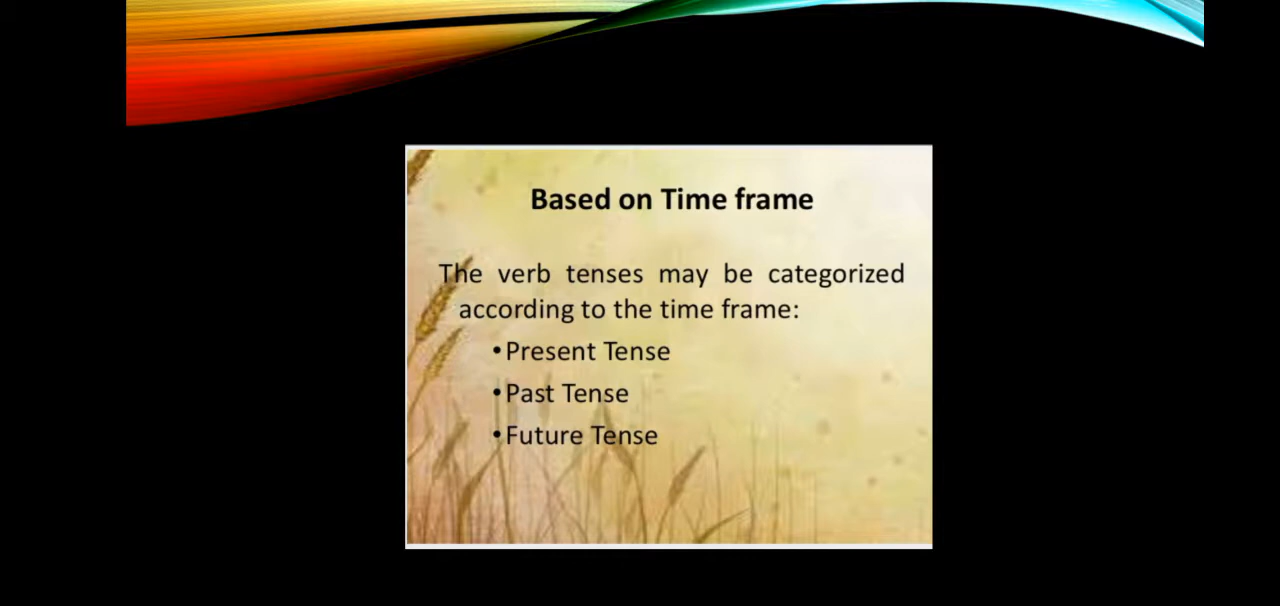 Based on Time frame
The verb tenses may be categorized
according to the time frame:
•Present Tense
•Past Tense
•Future Tense